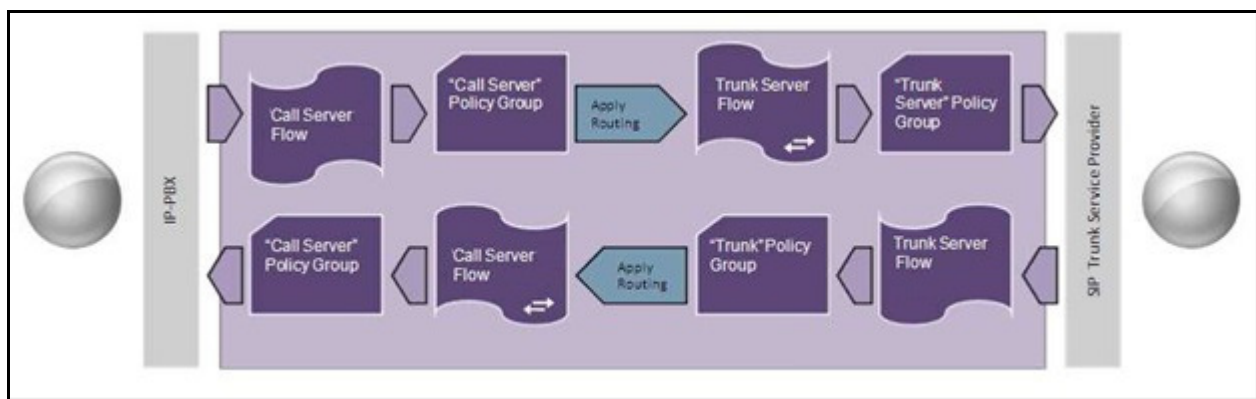 IP-PBX
'Call Server'
Flow
"Call Server"
Policy Group
Apply
Routing
Trunk Server
Flow
"Trunk
Server" Policy
Group
SIP Trunk Service Provider
"Call Server"
Policy Group
'Call Server'
Flow
Apply
Routing
"Trunk" Policy
Group
Trunk Server
Flow